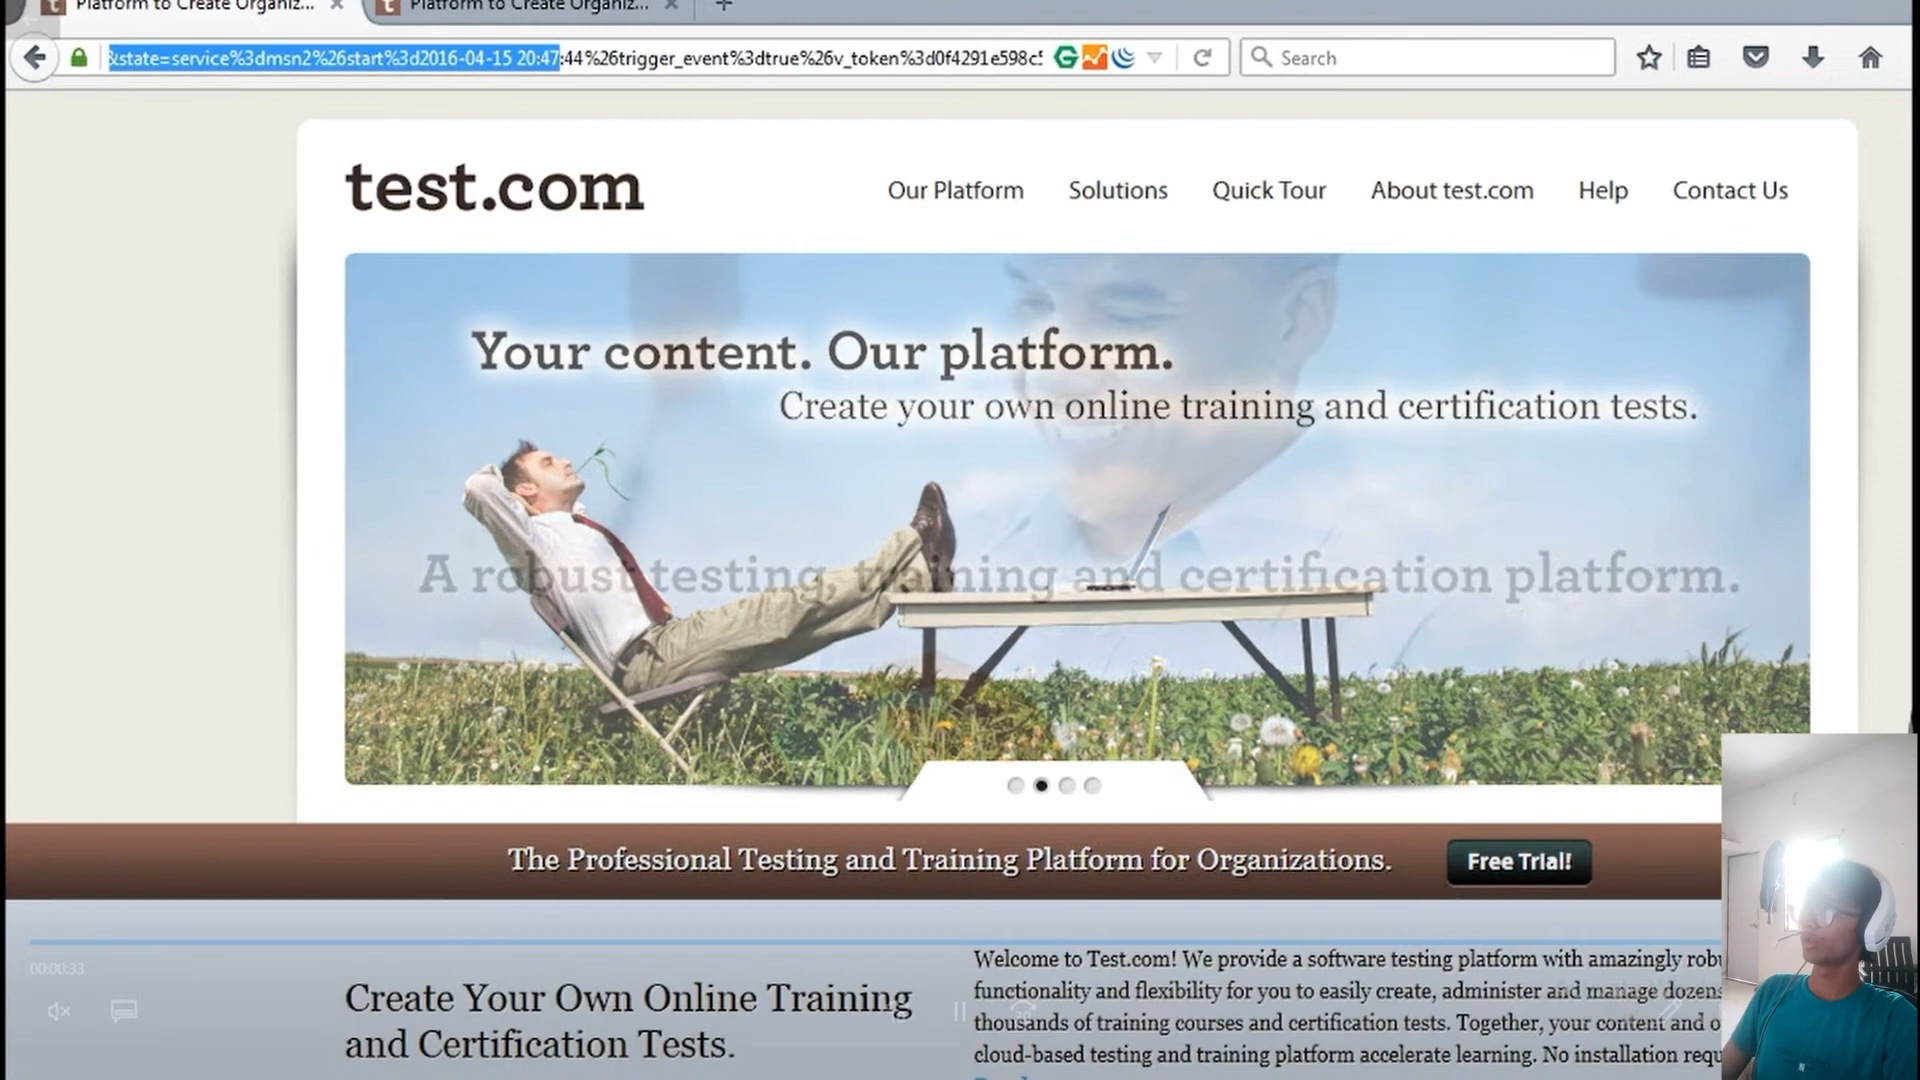 Platform to Create Organiz...
Platform to Create Organiz...
&state=service%3dmsn2%26start%3d2016-04-15 20:47:44%26trigger_event%3dtrue%26v_token%3d0f4291e598c5
Search
test.com
Our Platform
Solutions
Quick Tour
About test.com
Help
Contact Us
Your content. Our platform.
Create your own online training and certification tests.
A robust testing, training and certification platform.
The Professional Testing and Training Platform for Organizations.
Free Trial!
00:00:33
Create Your Own Online Training
and Certification Tests.
Welcome to Test.com! We provide a software testing platform with amazingly
functionality and flexibility for you to easily create, administer and manage
thousands of training courses and certification tests. Together, your content and
cloud-based testing and training platform accelerate learning. No installation